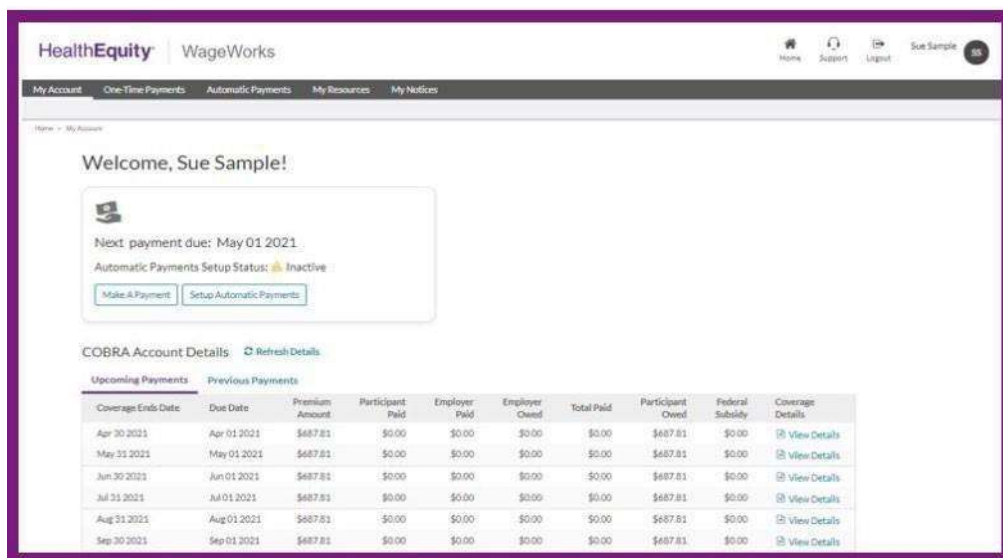 HealthEquity WageWorks
Home Support Logout Sue Sample SS
My Account One-Time Payments Automatic Payments My Resources My Notices
Home > My Account
Welcome, Sue Sample!
Next payment due: May 01 2021
Automatic Payments Setup Status: Inactive
Make A Payment Setup Automatic Payments
COBRA Account Details Refresh Details
Upcoming Payments Previous Payments
Coverage Ends Date Due Date Premium Amount Participant Paid Employer Paid Employer Owed Total Paid Participant Owed Federal Subsidy Coverage Details
Apr 30 2021 Apr 01 2021 $687.81 $0.00 $0.00 $0.00 $0.00 $687.81 $0.00 View Details
May 31 2021 May 01 2021 $687.81 $0.00 $0.00 $0.00 $0.00 $687.81 $0.00 View Details
Jun 30 2021 Jun 01 2021 $687.81 $0.00 $0.00 $0.00 $0.00 $687.81 $0.00 View Details
Jul 31 2021 Jul 01 2021 $687.81 $0.00 $0.00 $0.00 $0.00 $687.81 $0.00 View Details
Aug 31 2021 Aug 01 2021 $687.81 $0.00 $0.00 $0.00 $0.00 $687.81 $0.00 View Details
Sep 30 2021 Sep 01 2021 $687.81 $0.00 $0.00 $0.00 $0.00 $687.81 $0.00 View Details